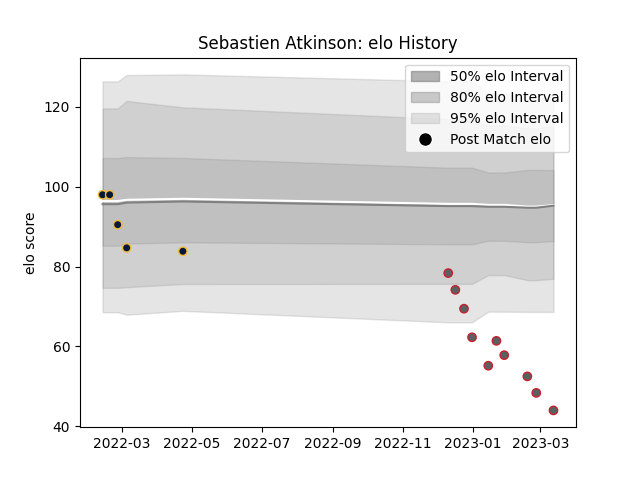 Sebastien Atkinson: elo History
50% elo Interval
80% elo Interval
95% elo Interval
Post Match elo
elo score
120
100
80
60
40
2022-03
2022-05
2022-07
2022-09
2022-11
2023-01
2023-03